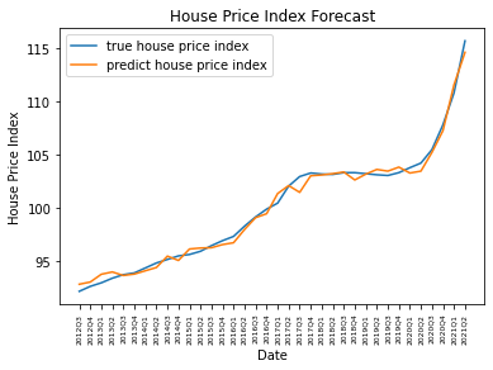 House Price Index Forecast
true house price index
predict house price index
House Price Index
115
110
105
100
95
2012Q3
2012Q4
2013Q1
2013Q2
2013Q3
2013Q4
2014Q1
2014Q2
2014Q3
2014Q4
2015Q1
2015Q2
2015Q3
2015Q4
2016Q1
2016Q2
2016Q3
2016Q4
2017Q1
2017Q2
2017Q3
2017Q4
2018Q1
2018Q2
2018Q3
2018Q4
2019Q1
2019Q2
2019Q3
2019Q4
2020Q1
2020Q2
2020Q3
2020Q4
2021Q1
2021Q2
Date